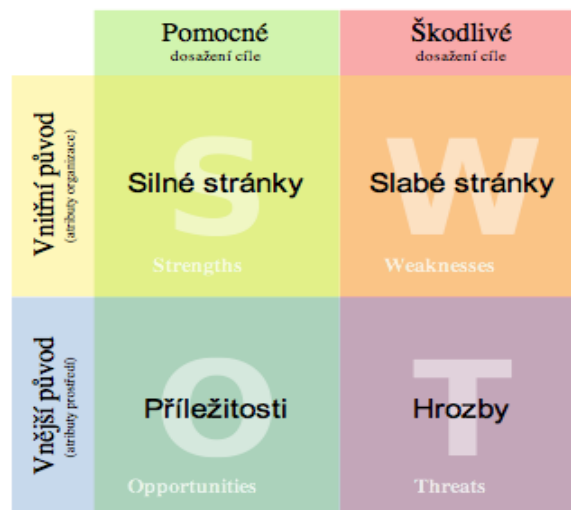 Pomocné
dosažení cíle
Škodlivé
dosažení cíle
Vnitřní původ
(atributy organizace)
S
Silné stránky
Strengths
W
Slabé stránky
Weaknesses
Vnější původ
(atributy prostředí)
O
Příležitosti
Opportunities
T
Hrozby
Threats